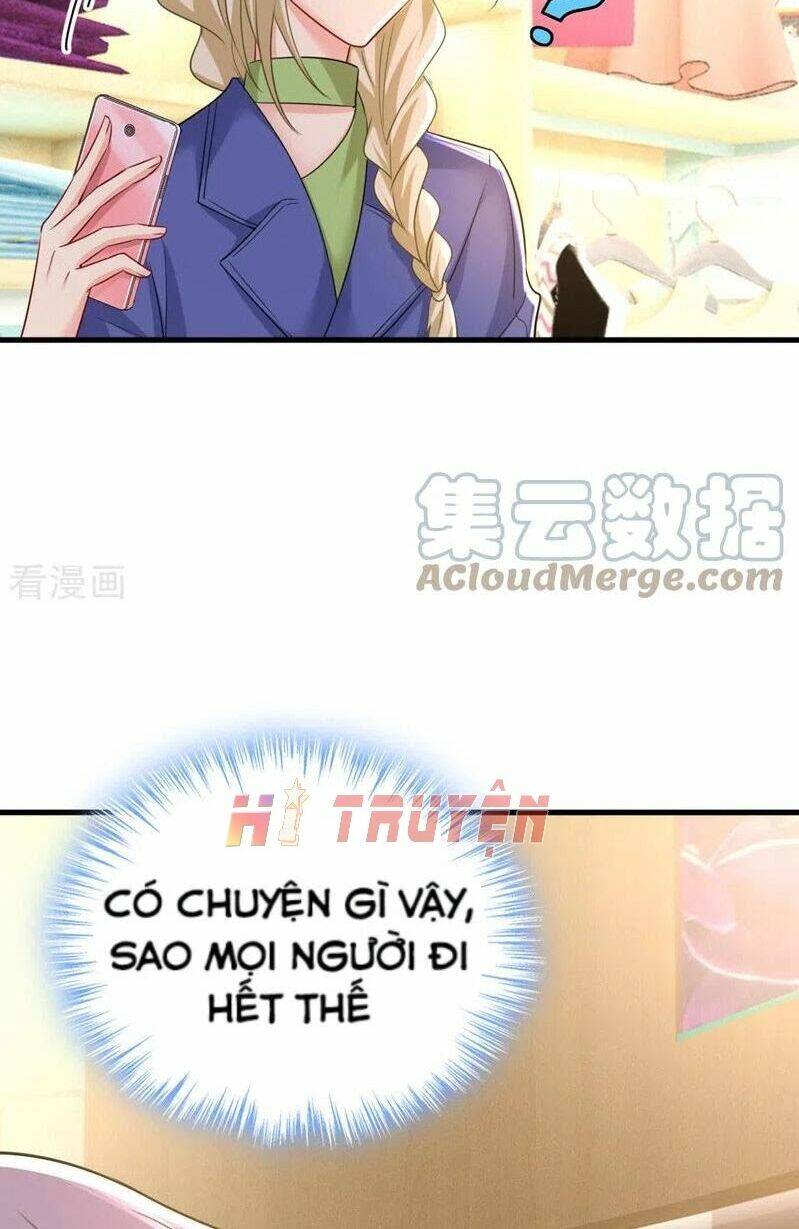 ?
集云数据
看漫画
ACloudMerge.com
HI TRUYỆN
CÓ CHUYỆN GÌ VẬY,
SAO MỌI NGƯỜI ĐI
HẾT THẾ